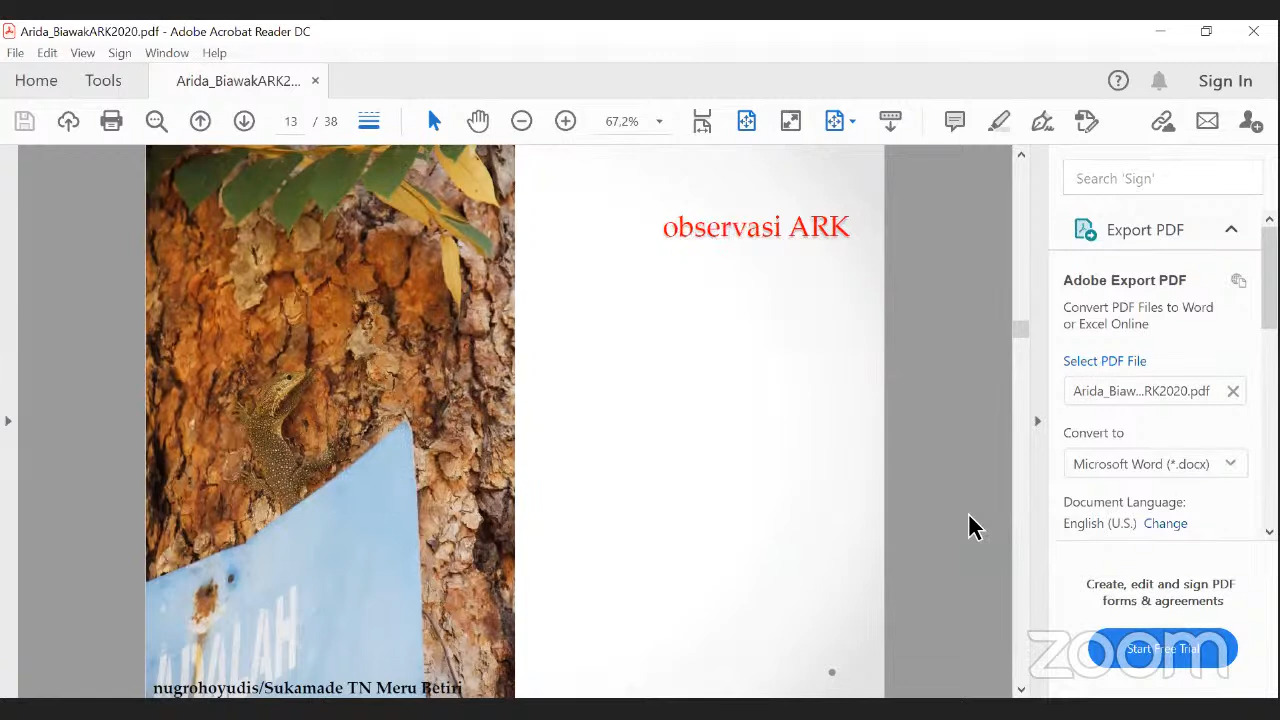 Arida_BiawakARK2020.pdf - Adobe Acrobat Reader DC
File Edit View Sign Window Help
Home Tools Arida_BiawakARK2... × Sign In
13 / 38 67,2%
observasi ARK
ADALAH
nugrohoyudis/Sukamade TN Meru Betiri
Search 'Sign'
Export PDF
Adobe Export PDF
Convert PDF Files to Word
or Excel Online
Select PDF File
Arida_Biaw...RK2020.pdf
Convert to
Microsoft Word (*.docx)
Document Language:
English (U.S.) Change
Create, edit and sign PDF
forms & agreements
Start Free Trial
zoom